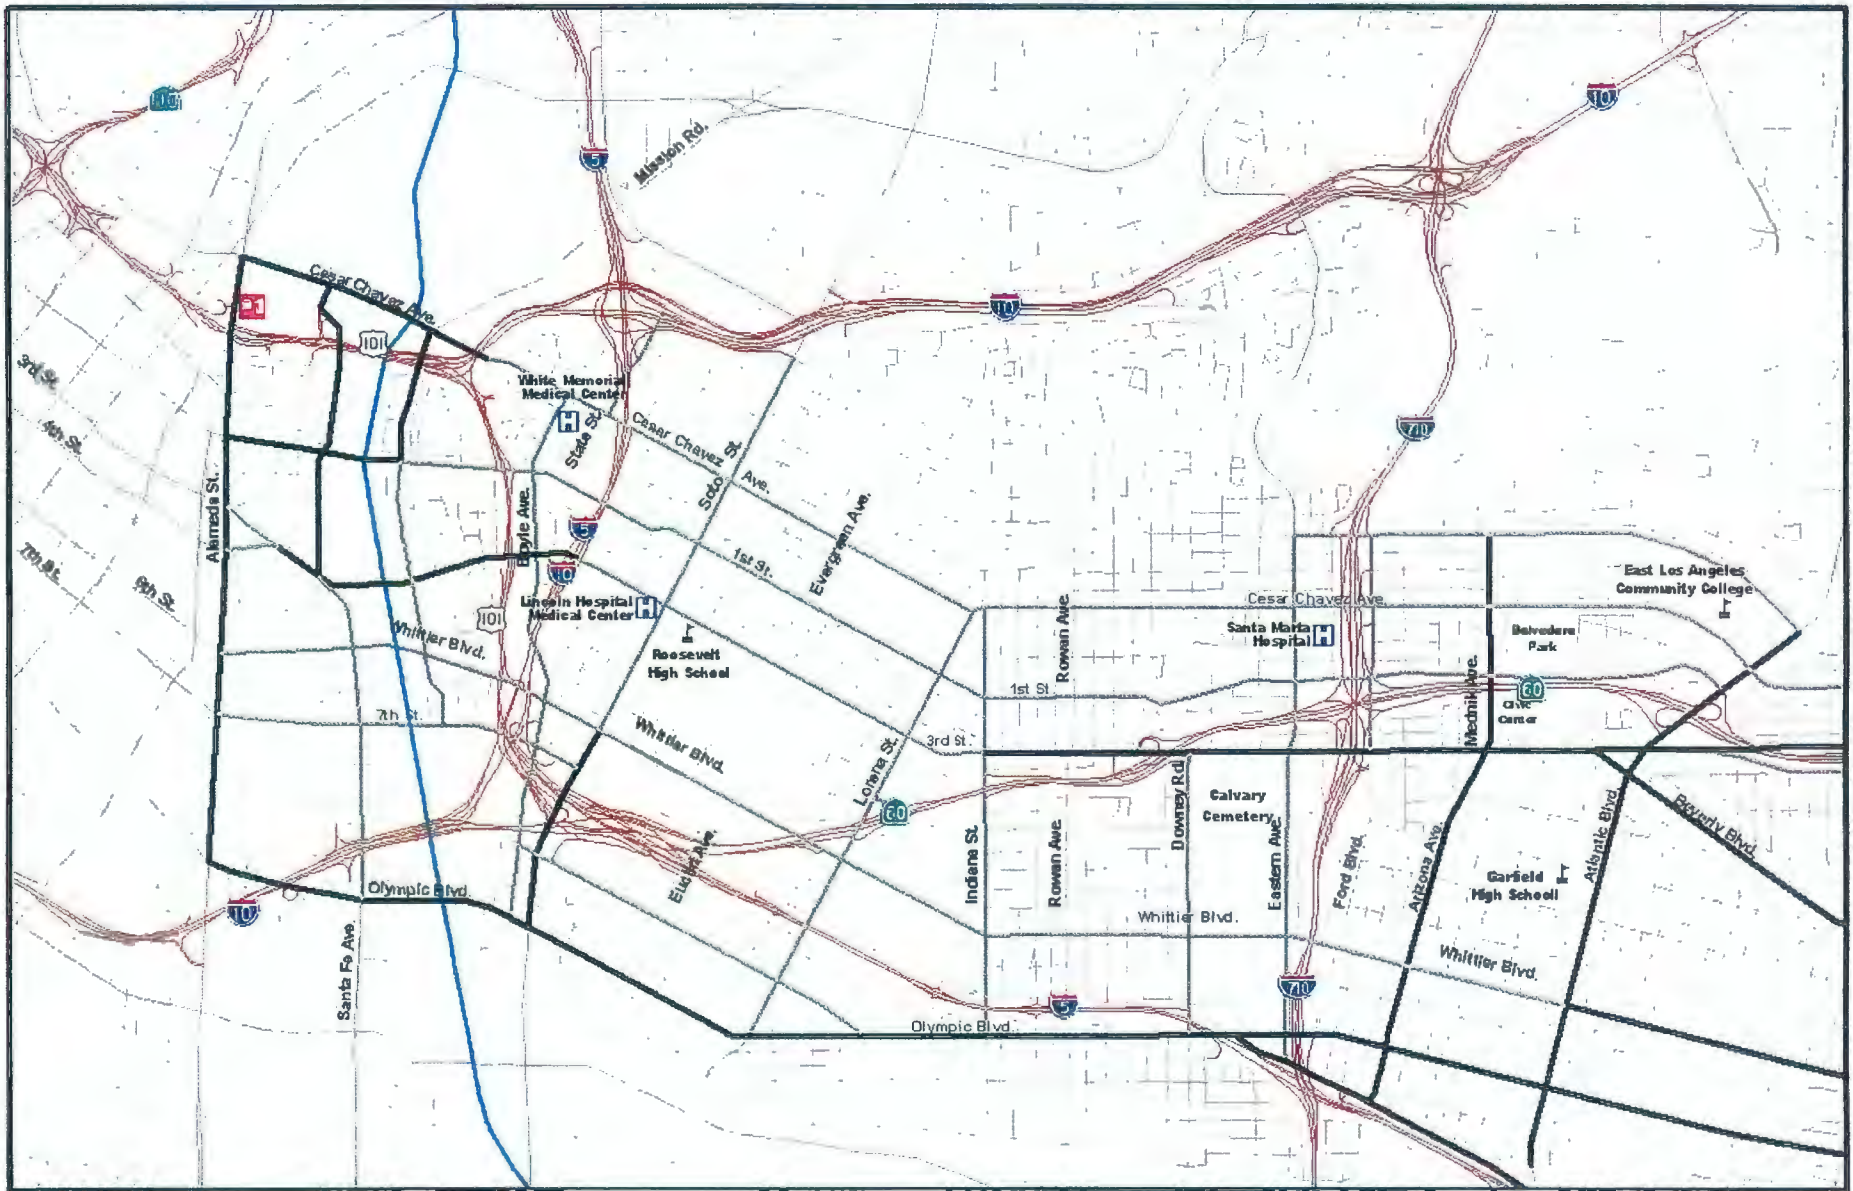 5
10
Mission Rd.
Cesar Chavez Ave.
10
101
3rd St.
White Memorial
Medical Center
H
4th St.
State St.
Cesar Chavez
Ave.
Soto St.
710
Alameda St.
Boyle Ave.
5
Evergreen Ave.
1st St.
7th St.
6th St.
10
East Los Angeles
Community College
Lincoln Hospital
Medical Center
H
101
Cesar Chavez Ave.
Rowan Ave.
Santa Marta
Hospital
H
Belvedere
Park
Whittier Blvd.
Roosevelt
High School
1st St.
60
Mednik Ave.
Civic
Center
7th St.
Whittier Blvd.
3rd St.
Lorena St.
Downey Rd.
Calvary
Cemetery
60
Atlantic Blvd.
Beverly Blvd.
Indiana St.
Rowan Ave.
Eastern Ave.
Ford Blvd.
Arizona Ave.
Euclid Ave.
Garfield
High Schooll
Olympic Blvd.
10
Whittier Blvd.
Whittier Blvd.
Santa Fe Ave.
5
710
Olympic Blvd.